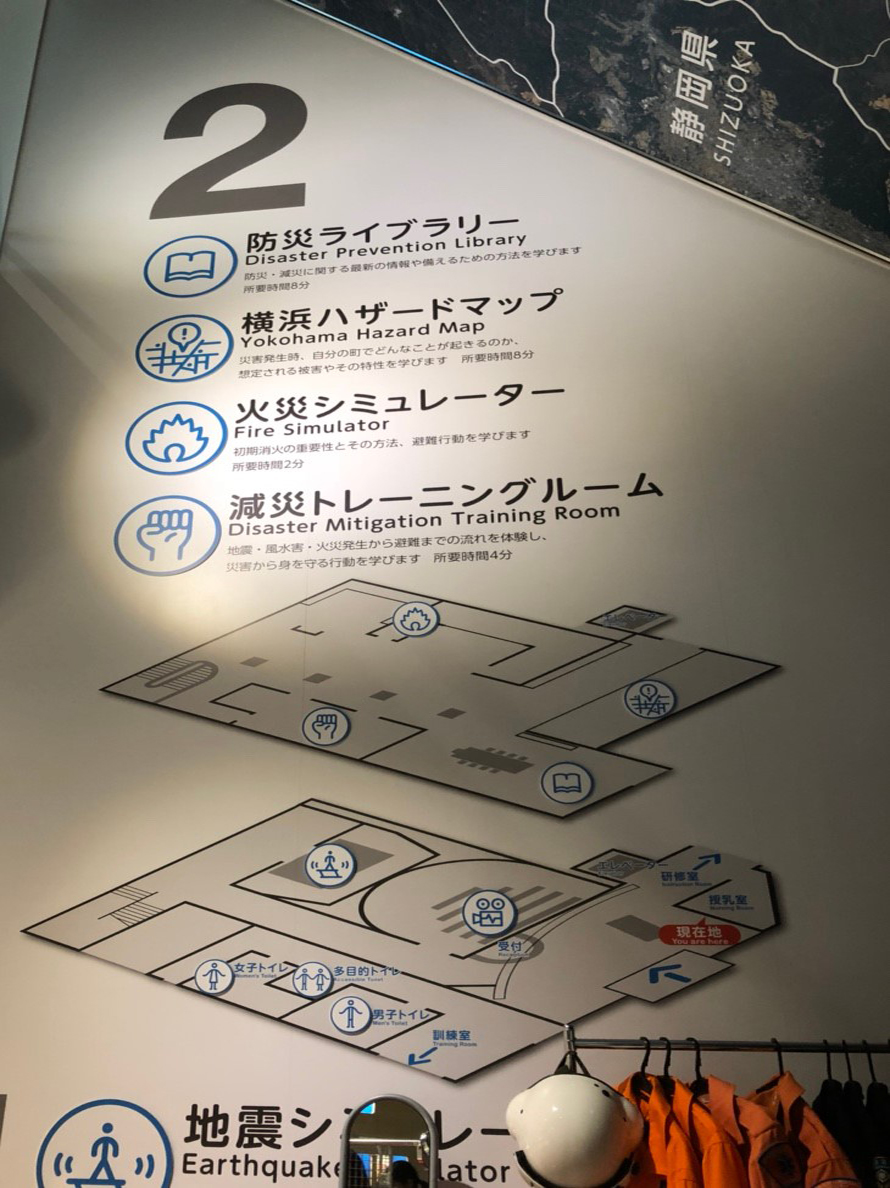 静岡県
SHIZUOKA
2
防災ライブラリー
Disaster Prevention Library
防災・減災に関する最新の情報や備えるための方法を学びます
所要時間8分
横浜ハザードマップ
Yokohama Hazard Map
災害発生時、自分の町でどんなことが起きるのか、
想定される被害やその特性を学びます　所要時間8分
火災シミュレーター
Fire Simulator
初期消火の重要性とその方法、避難行動を学びます
所要時間2分
減災トレーニングルーム
Disaster Mitigation Training Room
地震・風水害・火災発生から避難までの流れを体験し、
災害から身を守る行動を学びます　所要時間4分
エレベーター
研修室
Instruction Room
授乳室
Nursing Room
現在地
You are here
受付
Reception
女子トイレ
Women's Toilet
多目的トイレ
Accessible Toilet
男子トイレ
Men's Toilet
訓練室
Training Room
地震シ レー
Earthquake lator